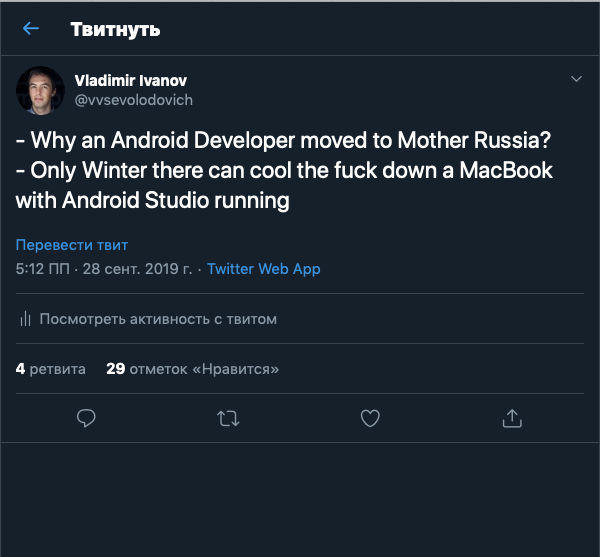 Твитнуть
Vladimir Ivanov
@vvsevolodovich
- Why an Android Developer moved to Mother Russia?
- Only Winter there can cool the fuck down a MacBook
with Android Studio running
Перевести твит
5:12 ПП · 28 сент. 2019 г. · Twitter Web App
Посмотреть активность с твитом
4 ретвита 29 отметок «Нравится»